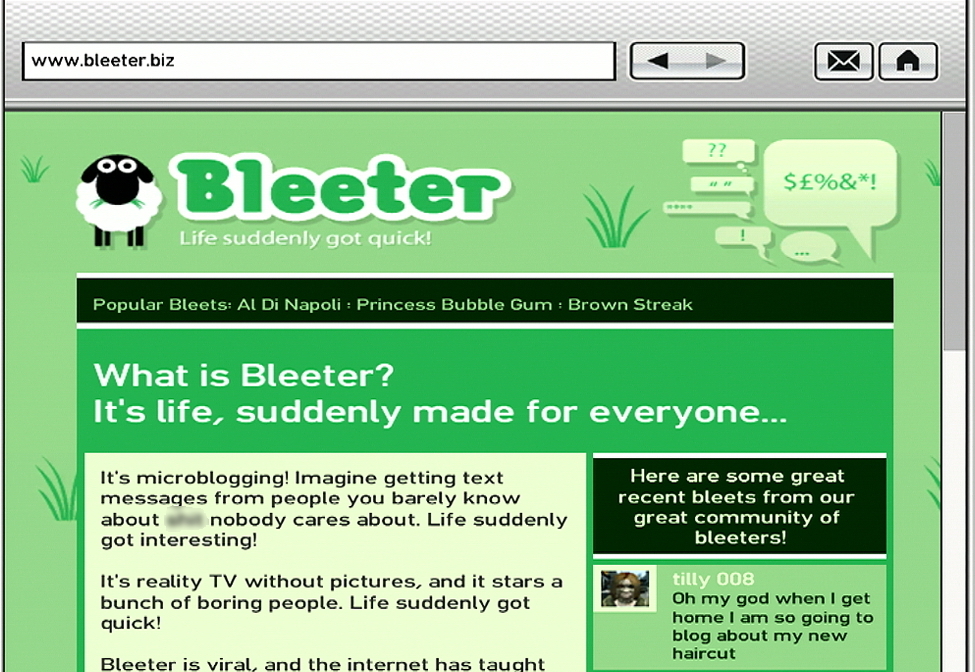 www.bleeter.biz
Bleeter
Life suddenly got quick!
??
" "
****
!
...
$£%&*!
Popular Bleets: Al Di Napoli : Princess Bubble Gum : Brown Streak
What is Bleeter?
It's life, suddenly made for everyone...
It's microblogging! Imagine getting text
messages from people you barely know
about nobody cares about. Life suddenly
got interesting!
It's reality TV without pictures, and it stars a
bunch of boring people. Life suddenly got
quick!
Bleeter is viral, and the internet has taught
Here are some great
recent bleets from our
great community of
bleeters!
tilly 008
Oh my god when I get
home I am so going to
blog about my new
haircut